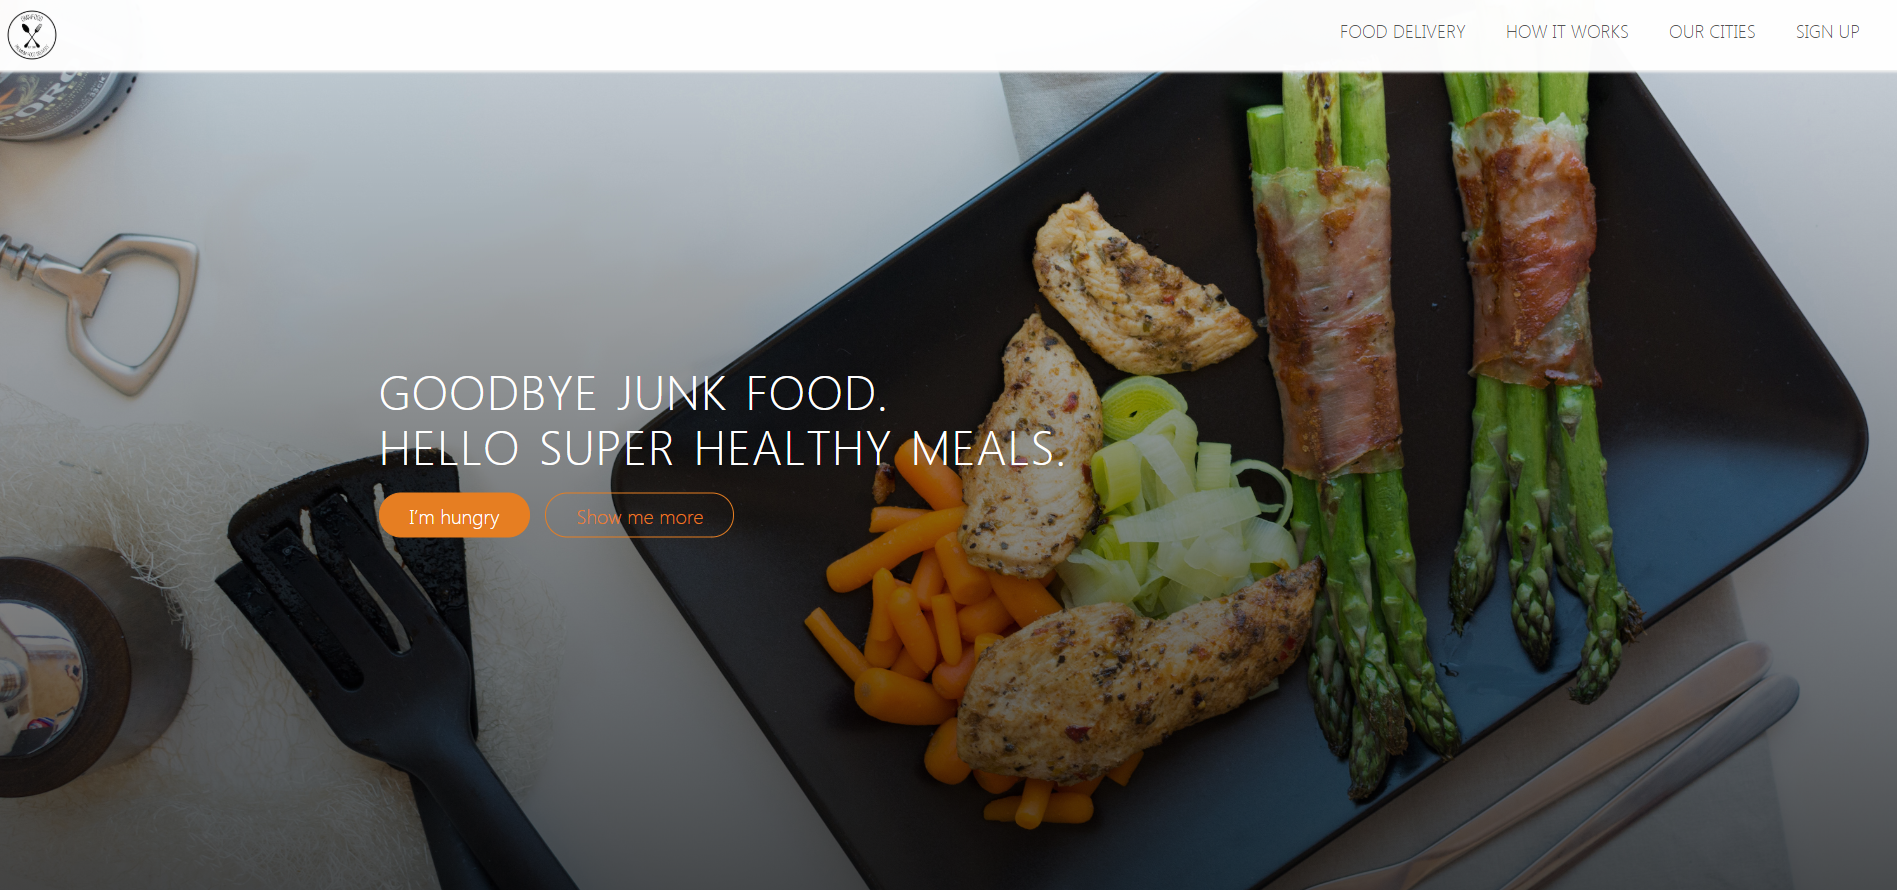 FOOD DELIVERY HOW IT WORKS OUR CITIES SIGN UP
GOODBYE JUNK FOOD.
HELLO SUPER HEALTHY MEALS.
I'm hungry Show me more